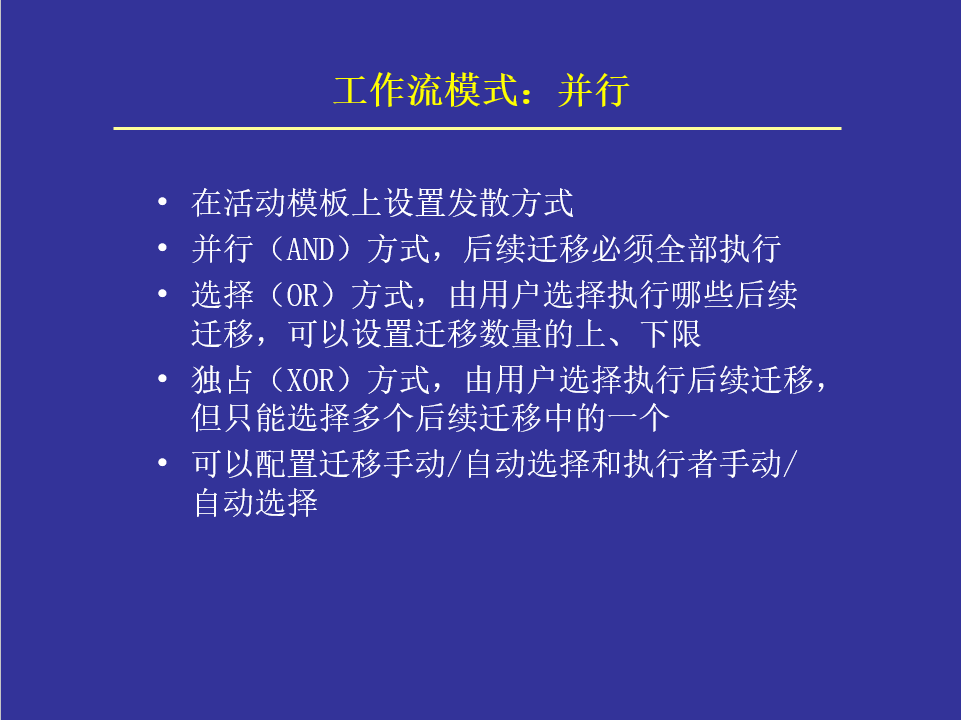 工作流模式：并行
• 在活动模板上设置发散方式
• 并行（AND）方式，后续迁移必须全部执行
• 选择（OR）方式，由用户选择执行哪些后续
迁移，可以设置迁移数量的上、下限
• 独占（XOR）方式，由用户选择执行后续迁移，
但只能选择多个后续迁移中的一个
• 可以配置迁移手动/自动选择和执行者手动/
自动选择